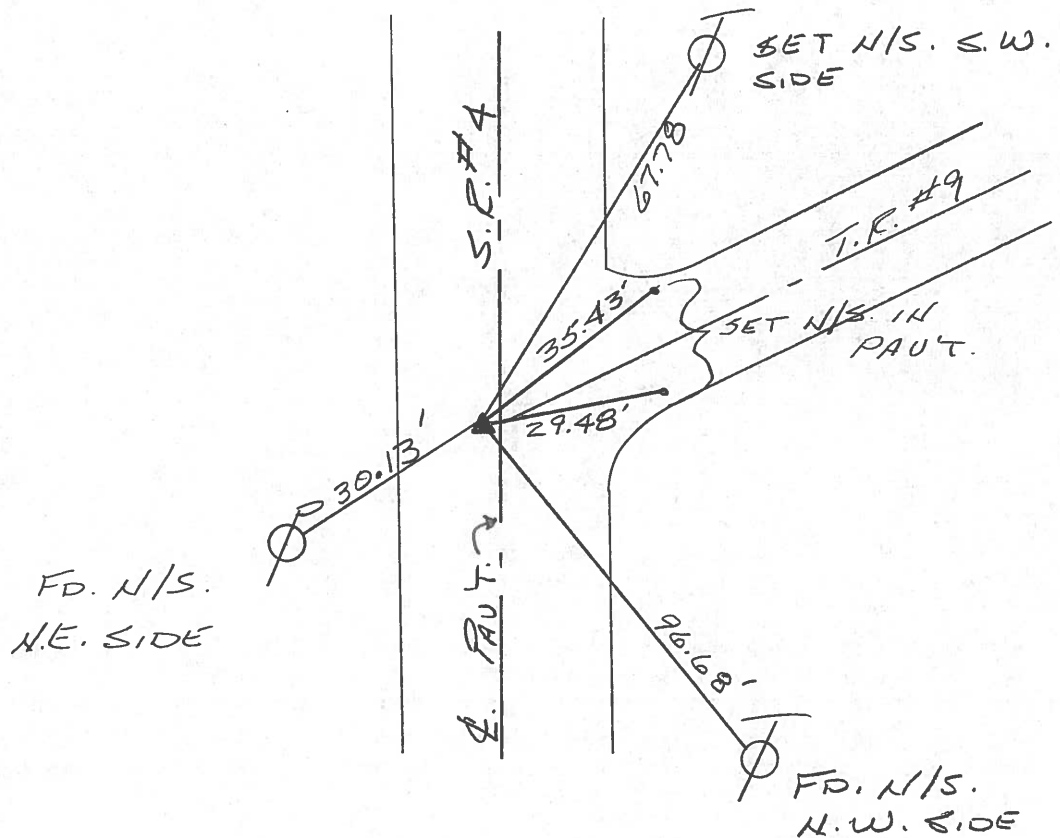 SET N/S. S.W.
SIDE
67.78
S.R. #4
T.R. #9
35.43'
SET N/S. IN
PAV'T.
29.48'
30.13'
FD. N/S.
N.E. SIDE
℄. PAV'T.
96.68'
FD. N/S.
N.W. SIDE